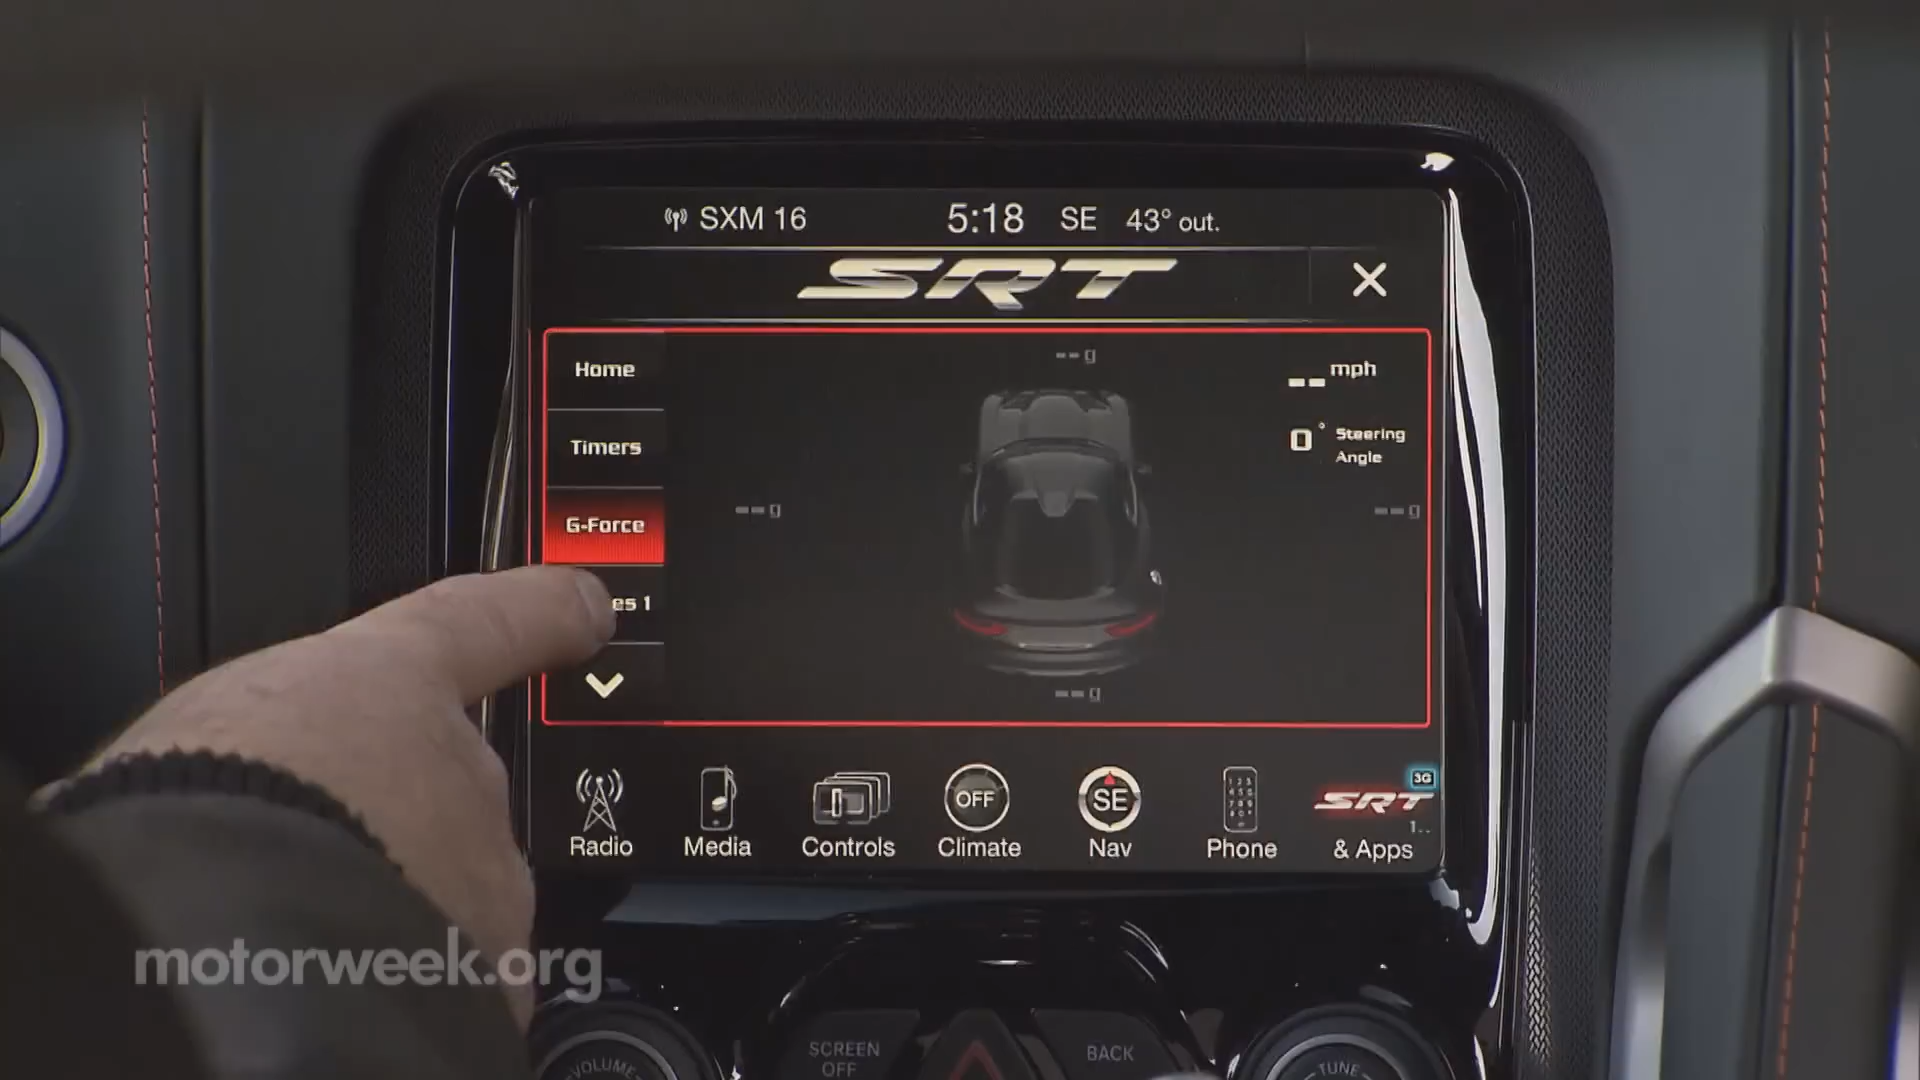 SXM 16 5:18 SE 43° out.
SRT
Home
-- g
-- mph
Timers
0° Steering Angle
G-Force
-- g
-- g
es 1
-- g
3G
OFF
SE
SRT
1..
Radio Media Controls Climate Nav Phone & Apps
motorweek.org
SCREEN OFF
BACK
VOLUME
TUNE